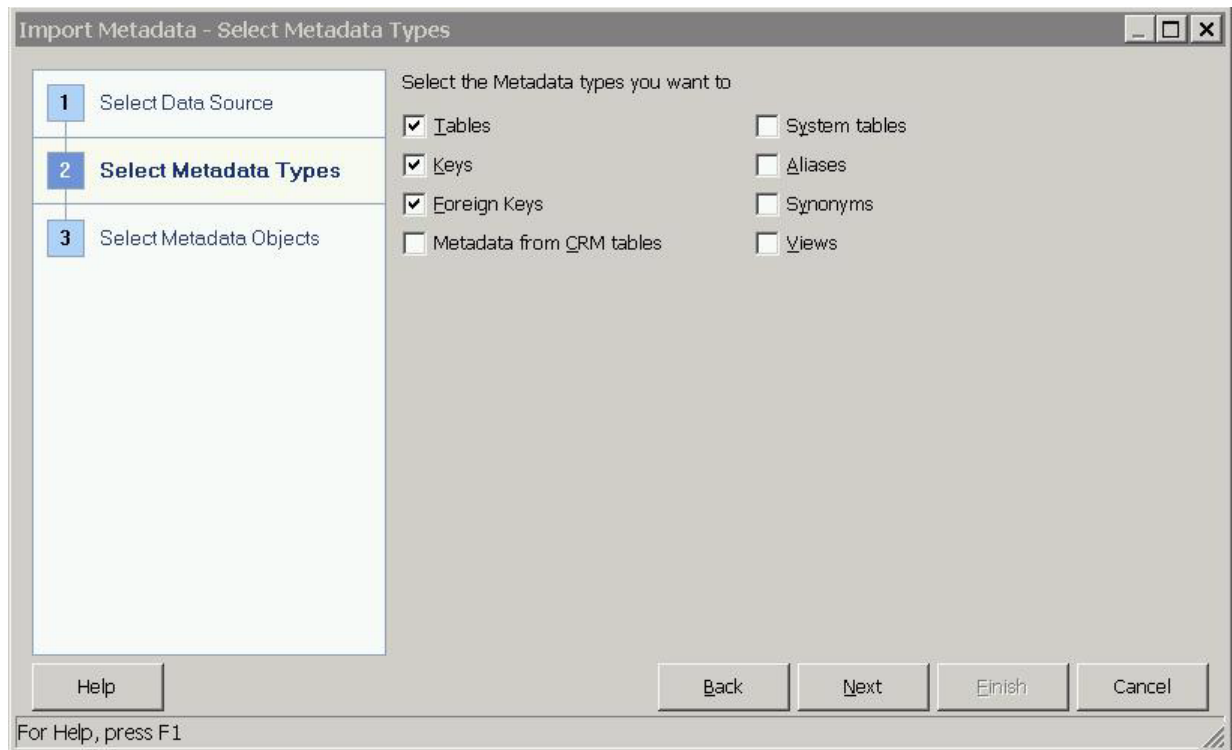 Import Metadata - Select Metadata Types
1 Select Data Source
2 Select Metadata Types
3 Select Metadata Objects
Select the Metadata types you want to
Tables
System tables
Keys
Aliases
Foreign Keys
Synonyms
Metadata from CRM tables
Views
Help
Back
Next
Finish
Cancel
For Help, press F1